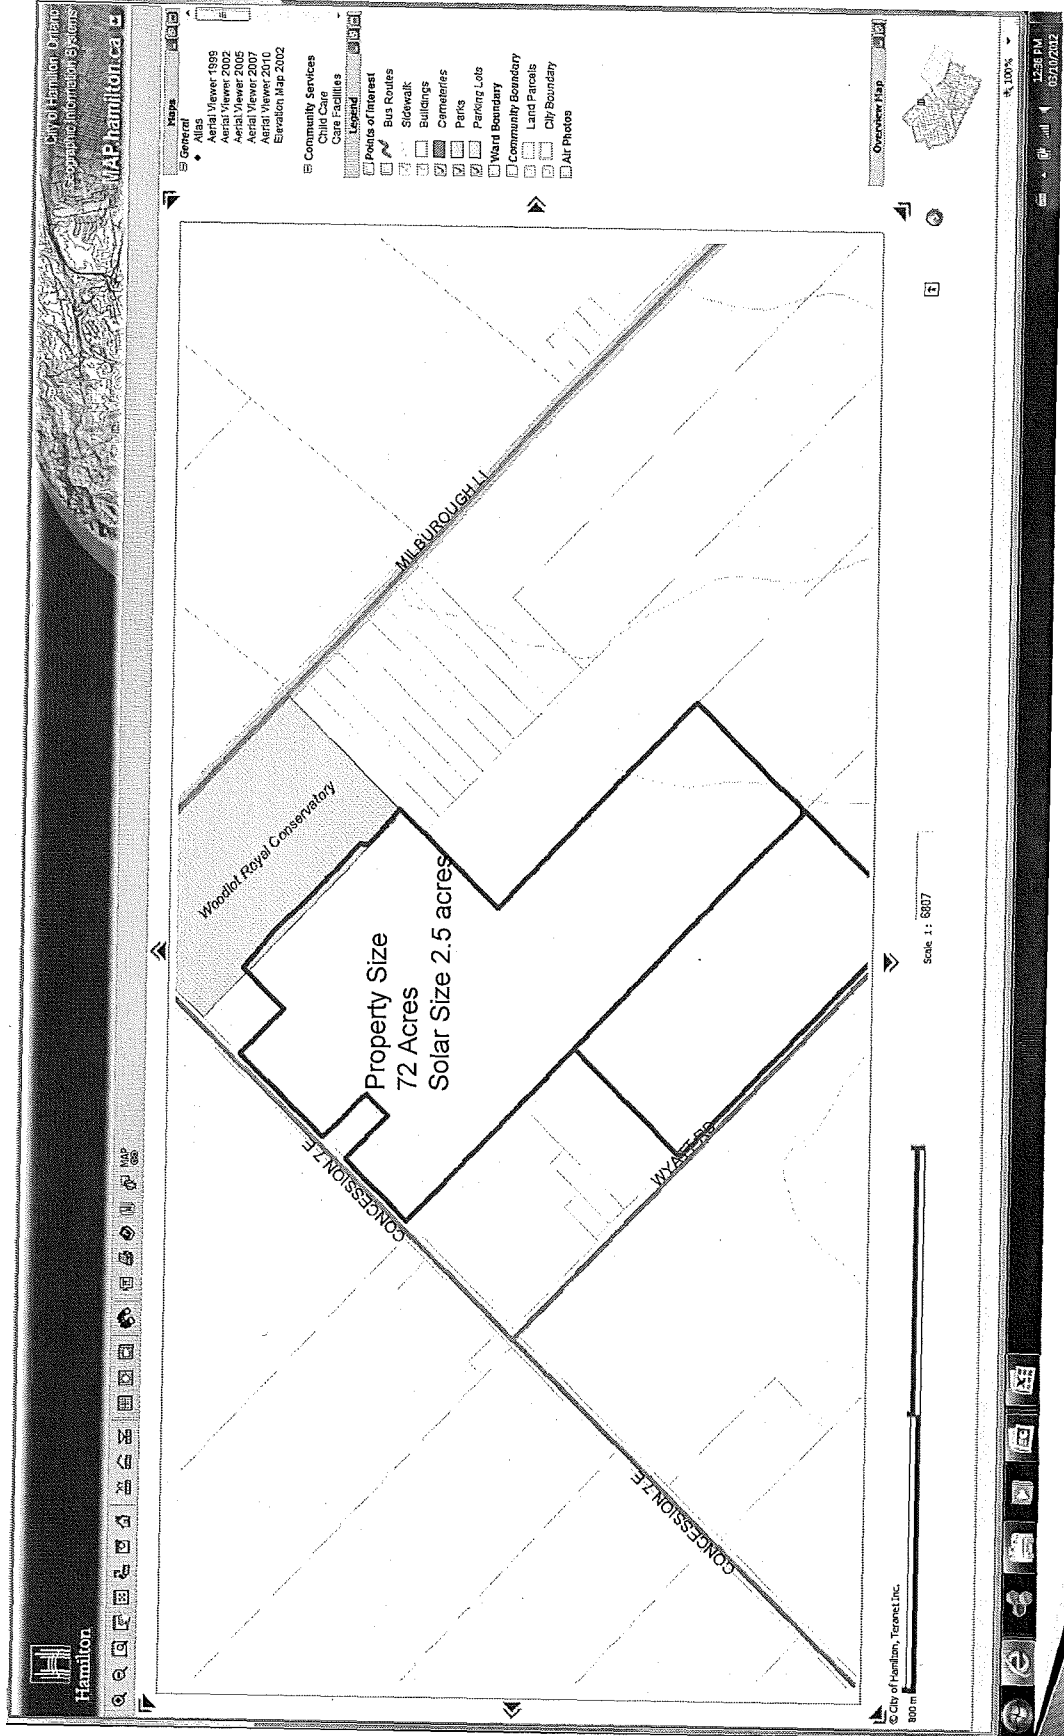 Hamilton
City of Hamilton, Ontario
Geographic Information Systems
MAP.hamilton.ca
MAP
Maps
General
Atlas
Aerial Viewer 1999
Aerial Viewer 2002
Aerial Viewer 2005
Aerial Viewer 2007
Aerial Viewer 2010
Elevation Map 2002
Community Services
Child Care
Care Facilities
Legend
Points of Interest
Bus Routes
Sidewalk
Buildings
Cemeteries
Parks
Parking Lots
Ward Boundary
Community Boundary
Land Parcels
City Boundary
Air Photos
Overview Map
Woodlot Royal Conservatory
MILBUROUGH LI
CONCESSION 7 E
Property Size
72 Acres
Solar Size 2.5 acres
WYATT RD
CONCESSION 7 E
© City of Hamilton, Teranet Inc.
800 m
Scale 1: 6807
100%
12:56 PM